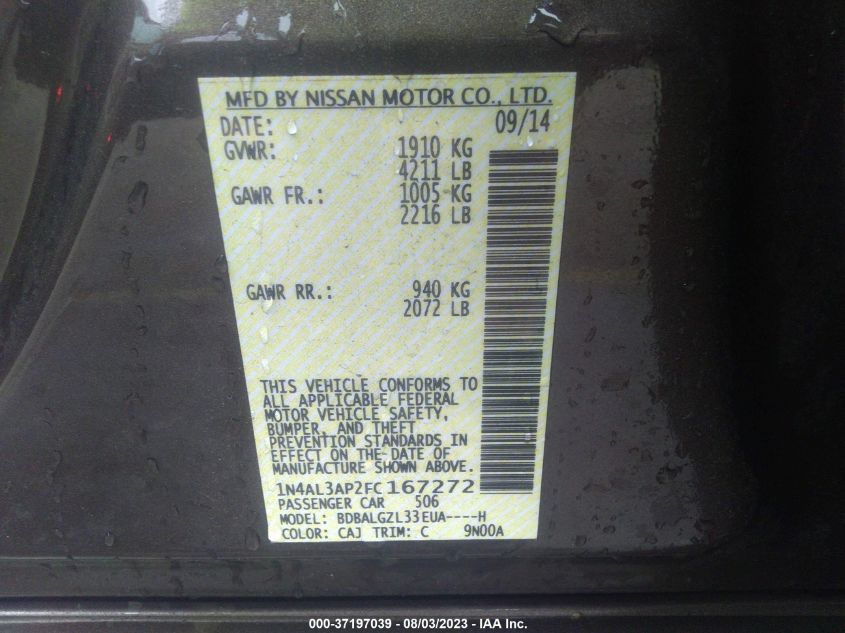 MFD BY NISSAN MOTOR CO., LTD.
DATE: 09/14
GVWR: 1910 KG
4211 LB
GAWR FR.: 1005 KG
2216 LB
GAWR RR.: 940 KG
2072 LB
THIS VEHICLE CONFORMS TO
ALL APPLICABLE FEDERAL
MOTOR VEHICLE SAFETY,
BUMPER, AND THEFT
PREVENTION STANDARDS IN
EFFECT ON THE DATE OF
MANUFACTURE SHOWN ABOVE.
1N4AL3AP2FC167272
PASSENGER CAR 506
MODEL: BDBALGZL33EUA----H
COLOR: CAJ TRIM: C 9N00A
000-37197039 - 08/03/2023 - IAA Inc.